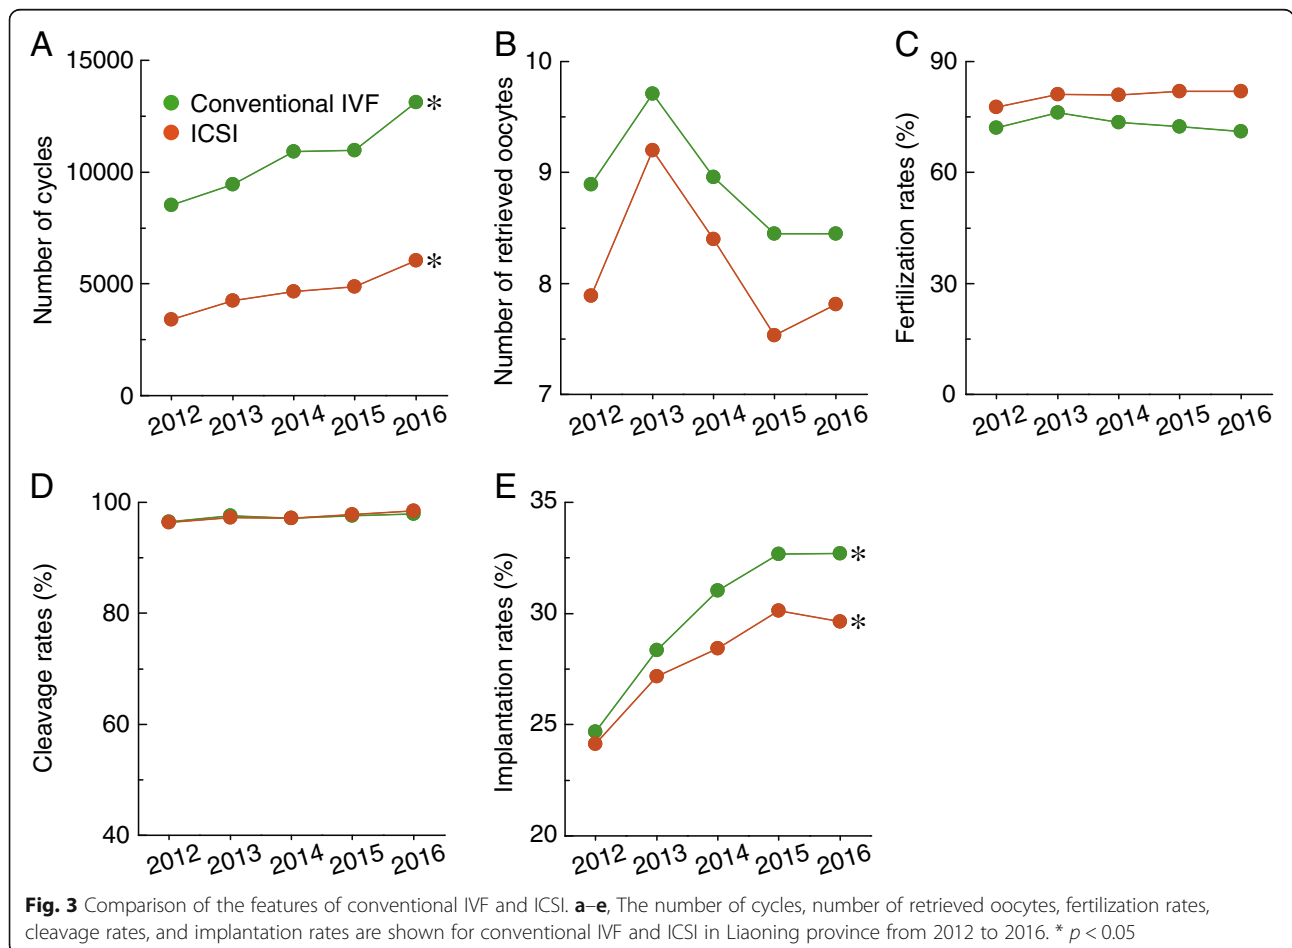 A
Number of cycles
15000
10000
5000
0
Conventional IVF
ICSI
*
*
2012 2013 2014 2015 2016
B
Number of retrieved oocytes
10
9
8
7
2012 2013 2014 2015 2016
C
Fertilization rates (%)
90
60
30
0
2012 2013 2014 2015 2016
D
Cleavage rates (%)
100
80
60
40
2012 2013 2014 2015 2016
E
Implantation rates (%)
35
30
25
20
*
*
2012 2013 2014 2015 2016
Fig. 3 Comparison of the features of conventional IVF and ICSI. a–e, The number of cycles, number of retrieved oocytes, fertilization rates,
cleavage rates, and implantation rates are shown for conventional IVF and ICSI in Liaoning province from 2012 to 2016. * p < 0.05